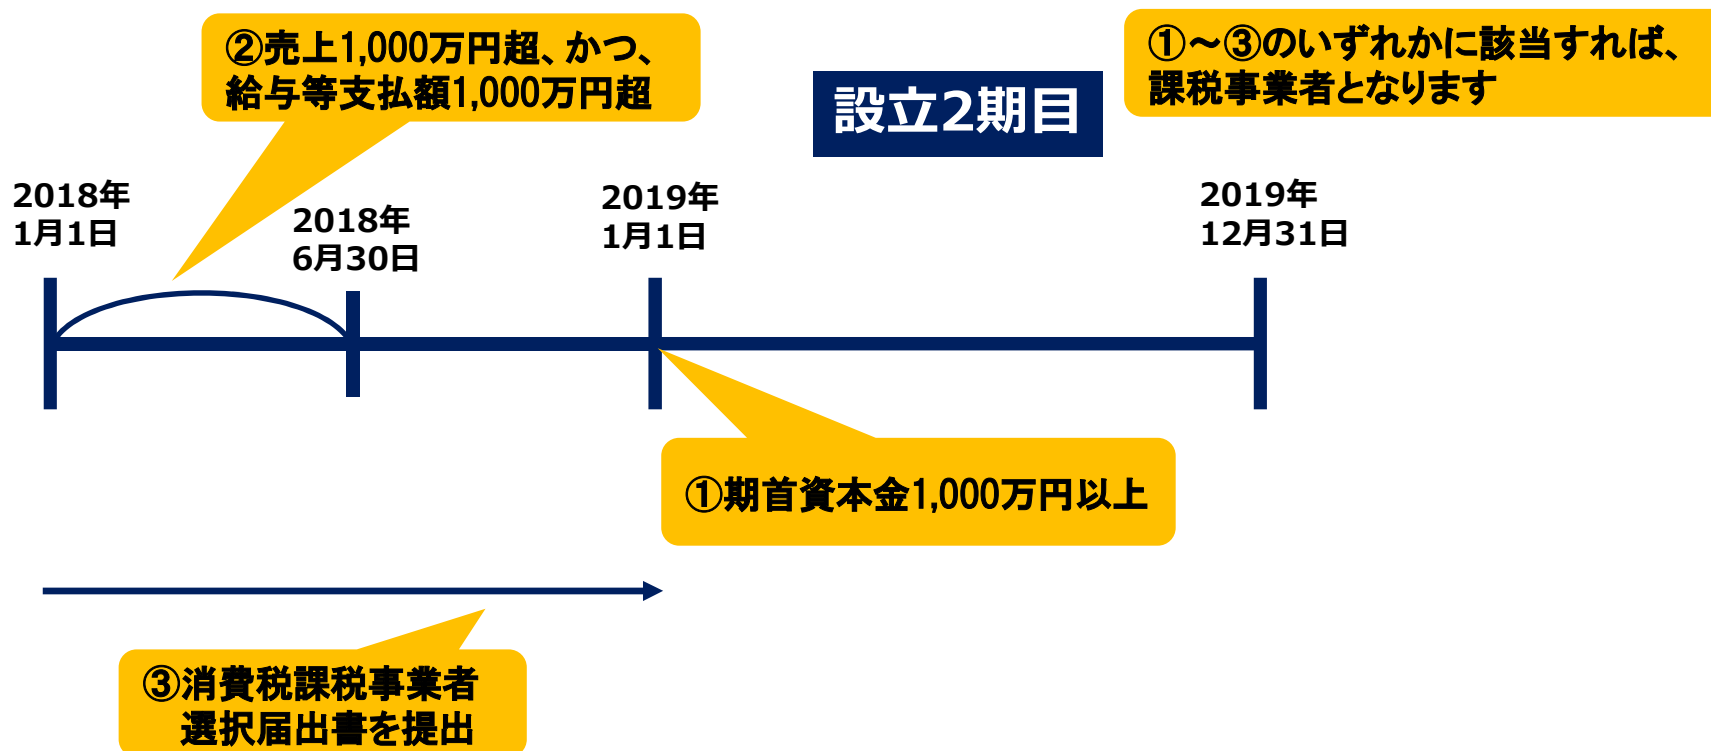 ②売上1,000万円超、かつ、
給与等支払額1,000万円超
①～③のいずれかに該当すれば、
課税事業者となります
設立2期目
2018年
1月1日
2018年
6月30日
2019年
1月1日
2019年
12月31日
①期首資本金1,000万円以上
③消費税課税事業者
選択届出書を提出